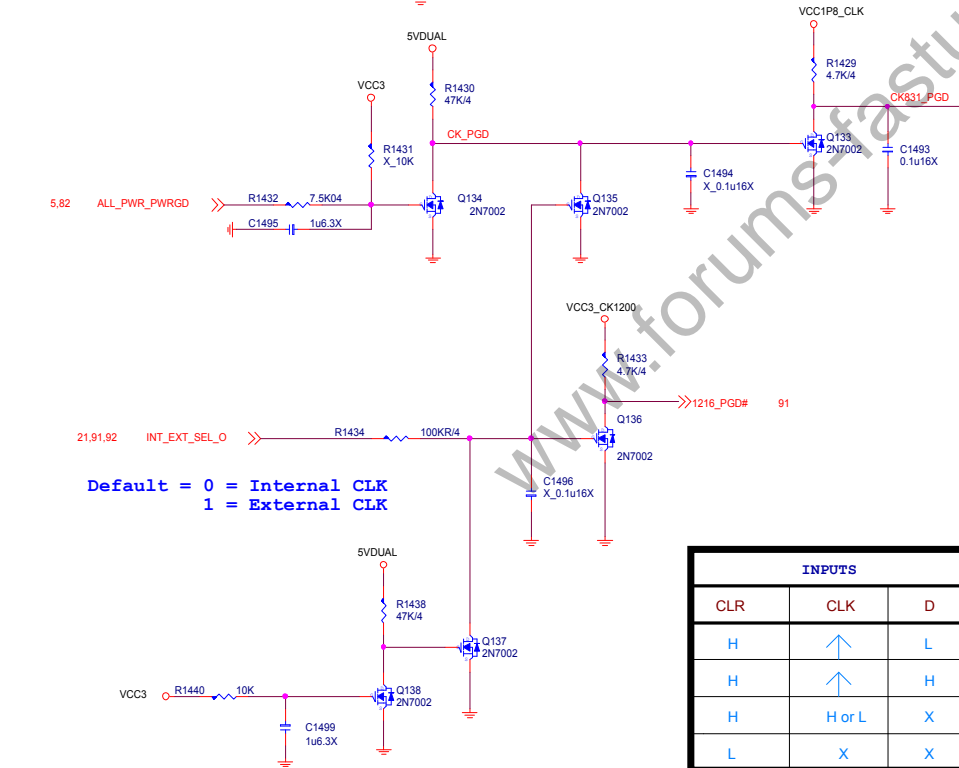 VCC1P8_CLK
5VDUAL
R1429
4.7K/4
R1430
47K/4
VCC3
CK831_PGD
CK_PGD
Q133
2N7002
R1431
X_10K
C1493
0.1u16X
C1494
X_0.1u16X
5,82 ALL_PWR_PWRGD R1432 7.5K04
Q134
2N7002
Q135
2N7002
C1495 1u6.3X
VCC3_CK1200
R1433
4.7K/4
1216_PGD# 91
Q136
2N7002
21,91,92 INT_EXT_SEL_O R1434 100KR/4
C1496
X_0.1u16X
Default = 0 = Internal CLK
1 = External CLK
5VDUAL
R1438
47K/4
Q137
2N7002
VCC3 R1440 10K
Q138
2N7002
C1499
1u6.3X
INPUTS
CLR CLK D
H ↑ L
H ↑ H
H H or L X
L X X
www.forums-fastu